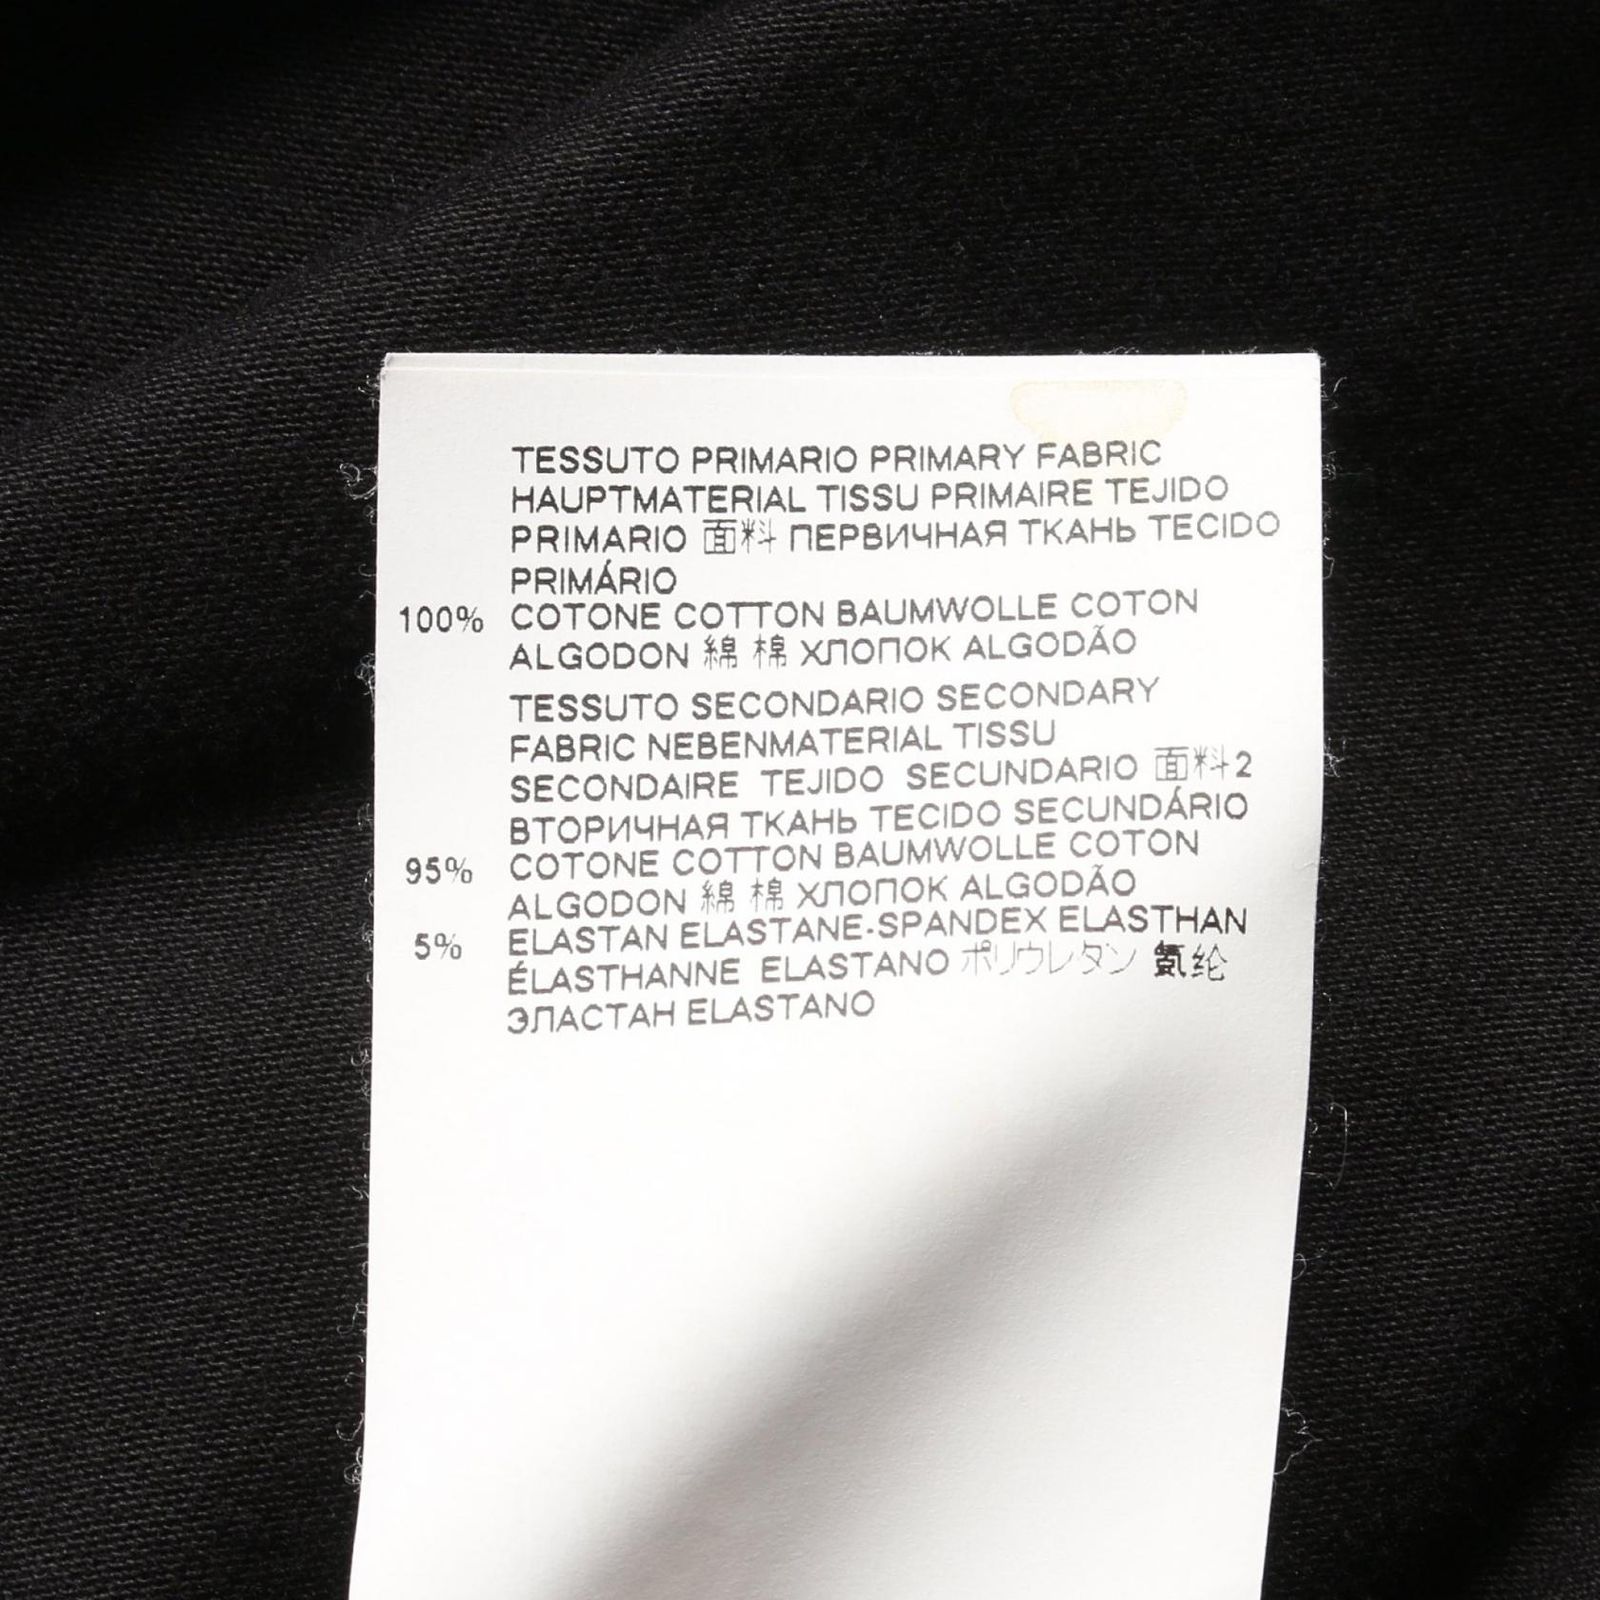 TESSUTO PRIMARIO PRIMARY FABRIC
HAUPTMATERIAL TISSU PRIMAIRE TEJIDO
PRIMARIO 面料 ПЕРВИЧНАЯ ТКАНЬ TECIDO
PRIMÁRIO
100% COTONE COTTON BAUMWOLLE COTON
ALGODON 綿 棉 ХЛОПОК ALGODÃO
TESSUTO SECONDARIO SECONDARY
FABRIC NEBENMATERIAL TISSU
SECONDAIRE TEJIDO SECUNDARIO 面料2
ВТОРИЧНАЯ ТКАНЬ TECIDO SECUNDÁRIO
95% COTONE COTTON BAUMWOLLE COTON
ALGODON 綿 棉 ХЛОПОК ALGODÃO
5% ELASTAN ELASTANE-SPANDEX ELASTHAN
ÉLASTHANNE ELASTANO ポリウレタン 氨纶
ЭЛАСТАН ELASTANO